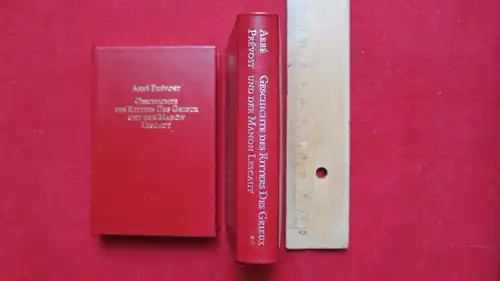 ABBÉ PRÉVOST
GESCHICHTE
DES RITTERS DES GRIEUX
UND DER MANON
LESCAUT
ABBÉ PRÉVOST
GESCHICHTE DES RITTERS DES GRIEUX
UND DER MANON LESCAUT